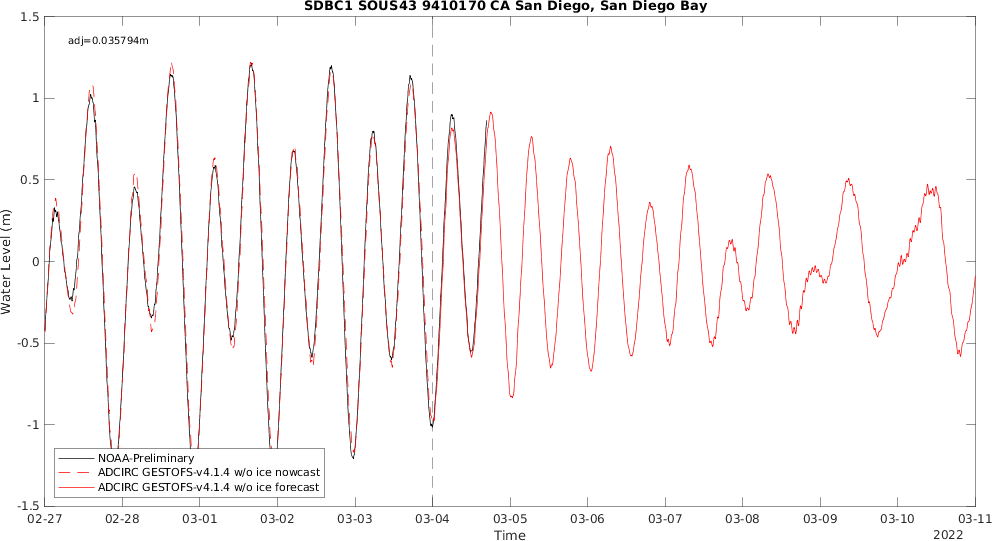 SDBC1 SOUS43 9410170 CA San Diego, San Diego Bay
adj=0.035794m
1.5
1
0.5
0
-0.5
-1
-1.5
Water Level (m)
NOAA-Preliminary
ADCIRC GESTOFS-v4.1.4 w/o ice nowcast
ADCIRC GESTOFS-v4.1.4 w/o ice forecast
02-27 02-28 03-01 03-02 03-03 03-04 03-05 03-06 03-07 03-08 03-09 03-10 03-11
Time
2022